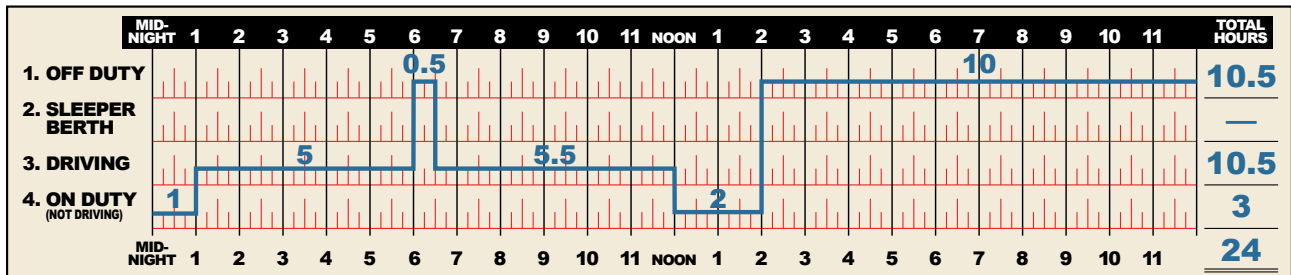 MID-NIGHT 1 2 3 4 5 6 7 8 9 10 11 NOON 1 2 3 4 5 6 7 8 9 10 11 TOTAL HOURS
1. OFF DUTY 0.5 10 10.5
2. SLEEPER BERTH —
3. DRIVING 5 5.5 10.5
4. ON DUTY 1 2 3
(NOT DRIVING)
MID-NIGHT 1 2 3 4 5 6 7 8 9 10 11 NOON 1 2 3 4 5 6 7 8 9 10 11 24